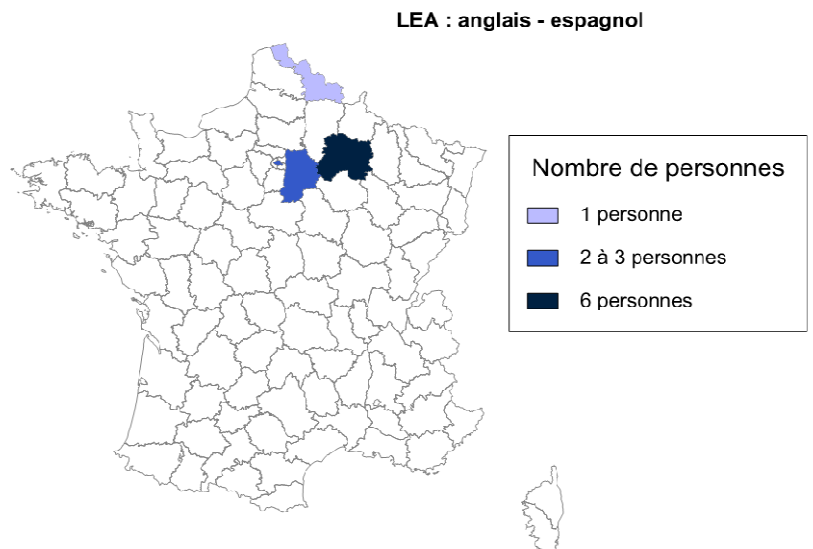 LEA : anglais - espagnol
Nombre de personnes
1 personne
2 à 3 personnes
6 personnes